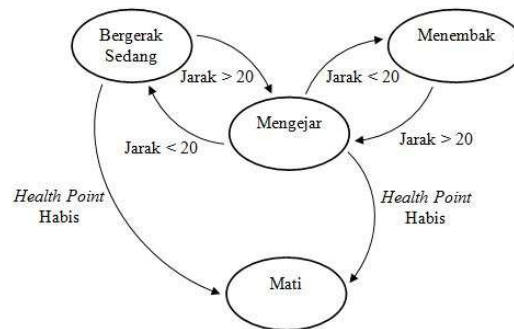 Bergerak
Sedang
Menembak
Jarak > 20
Jarak < 20
Mengejar
Jarak < 20
Jarak > 20
Health Point
Habis
Health Point
Habis
Mati